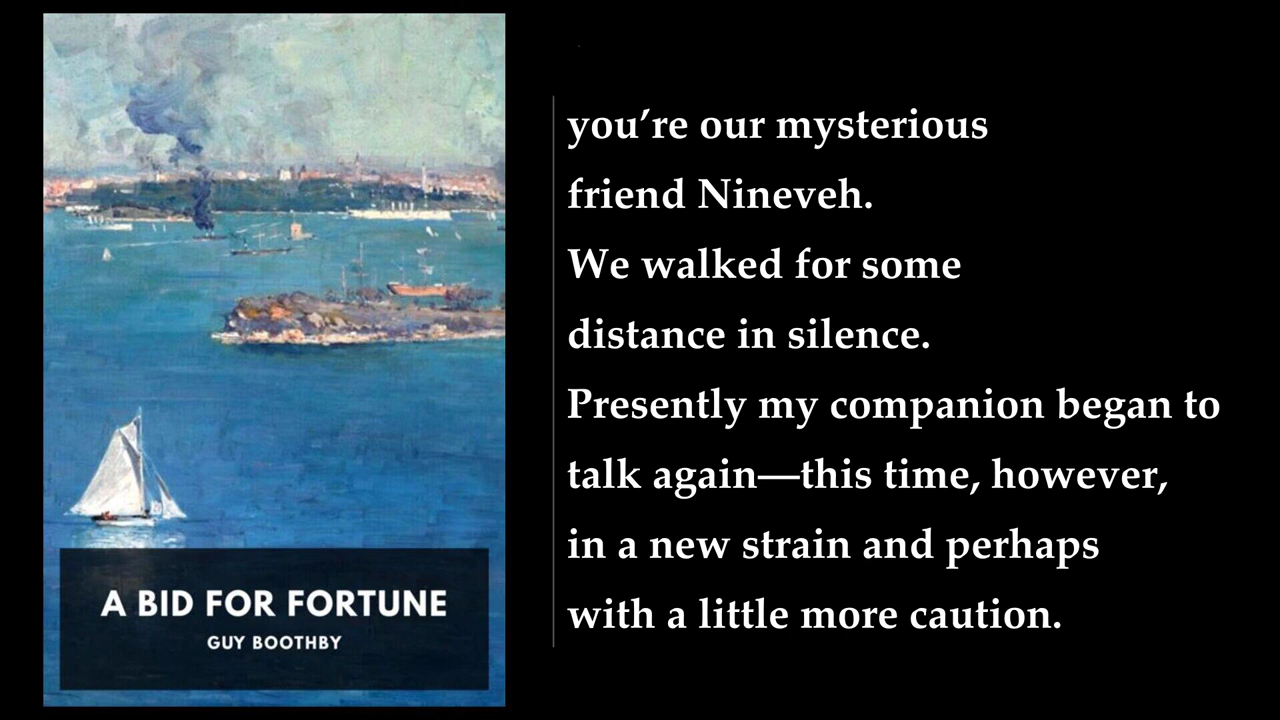 A BID FOR FORTUNE
GUY BOOTHBY
you’re our mysterious
friend Nineveh.
We walked for some
distance in silence.
Presently my companion began to
talk again—this time, however,
in a new strain and perhaps
with a little more caution.